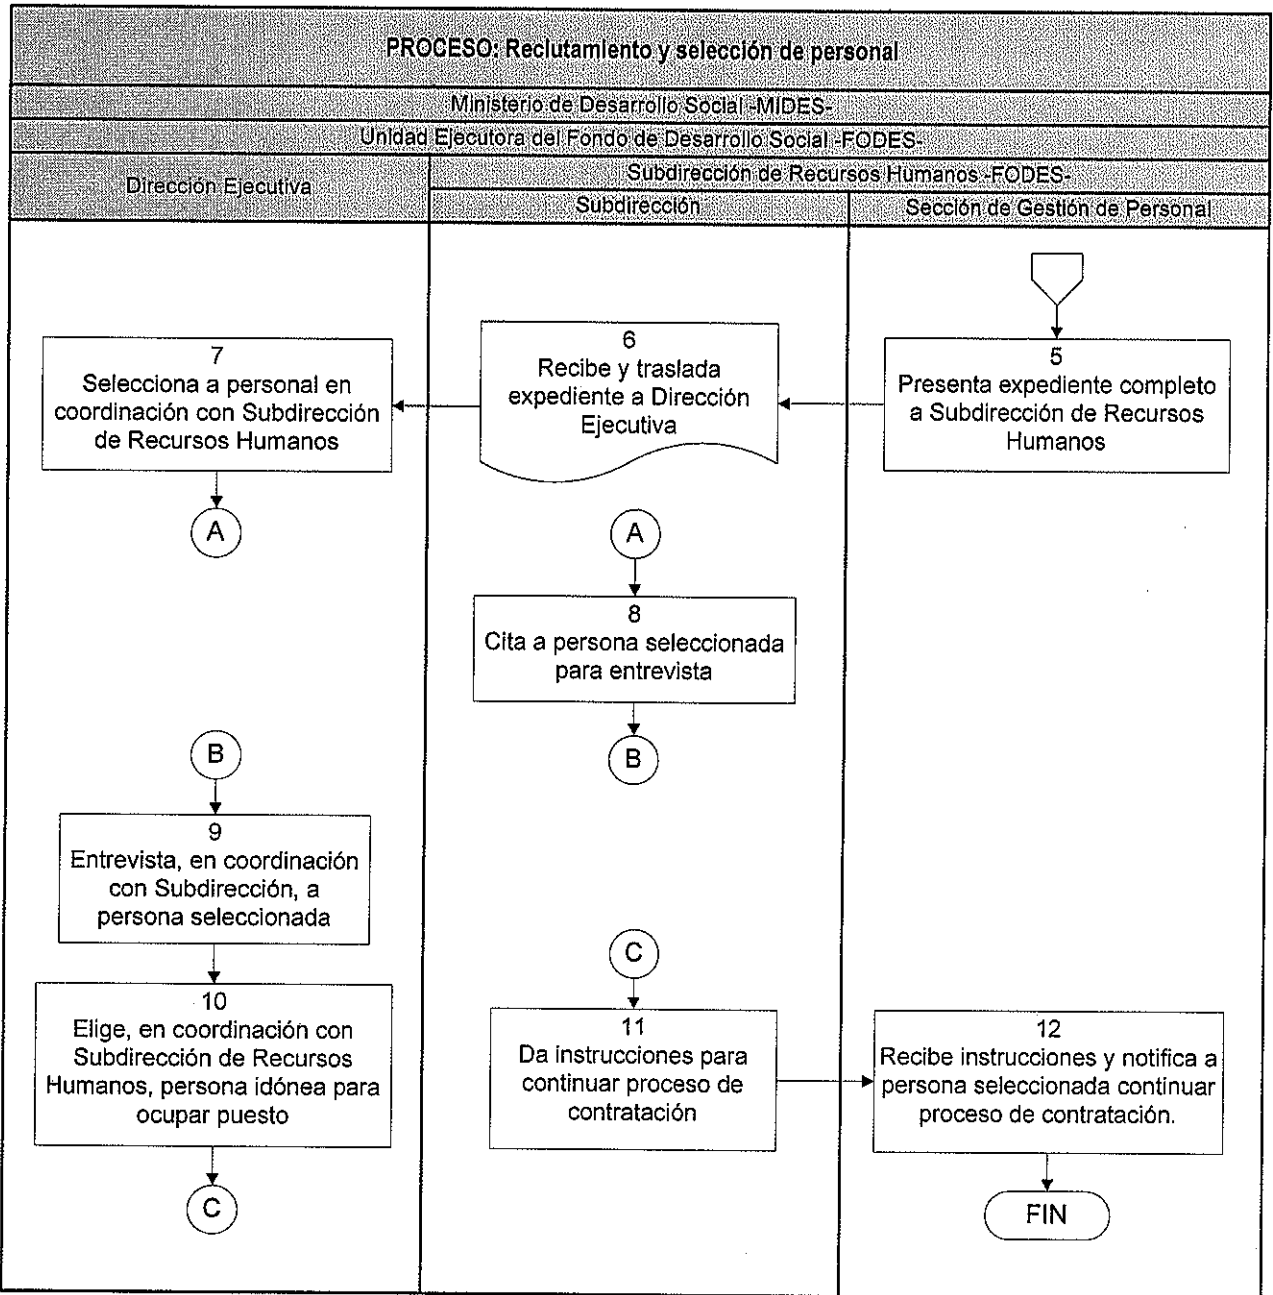 PROCESO: Reclutamiento y selección de personal
Ministerio de Desarrollo Social -MIDES-
Unidad Ejecutora del Fondo de Desarrollo Social -FODES-
Dirección Ejecutiva
Subdirección de Recursos Humanos -FODES-
Subdirección
Sección de Gestión de Personal
5
Presenta expediente completo
a Subdirección de Recursos
Humanos
6
Recibe y traslada
expediente a Dirección
Ejecutiva
7
Selecciona a personal en
coordinación con Subdirección
de Recursos Humanos
A
A
8
Cita a persona seleccionada
para entrevista
B
B
9
Entrevista, en coordinación
con Subdirección, a
persona seleccionada
10
Elige, en coordinación con
Subdirección de Recursos
Humanos, persona idónea para
ocupar puesto
C
C
11
Da instrucciones para
continuar proceso de
contratación
12
Recibe instrucciones y notifica a
persona seleccionada continuar
proceso de contratación.
FIN